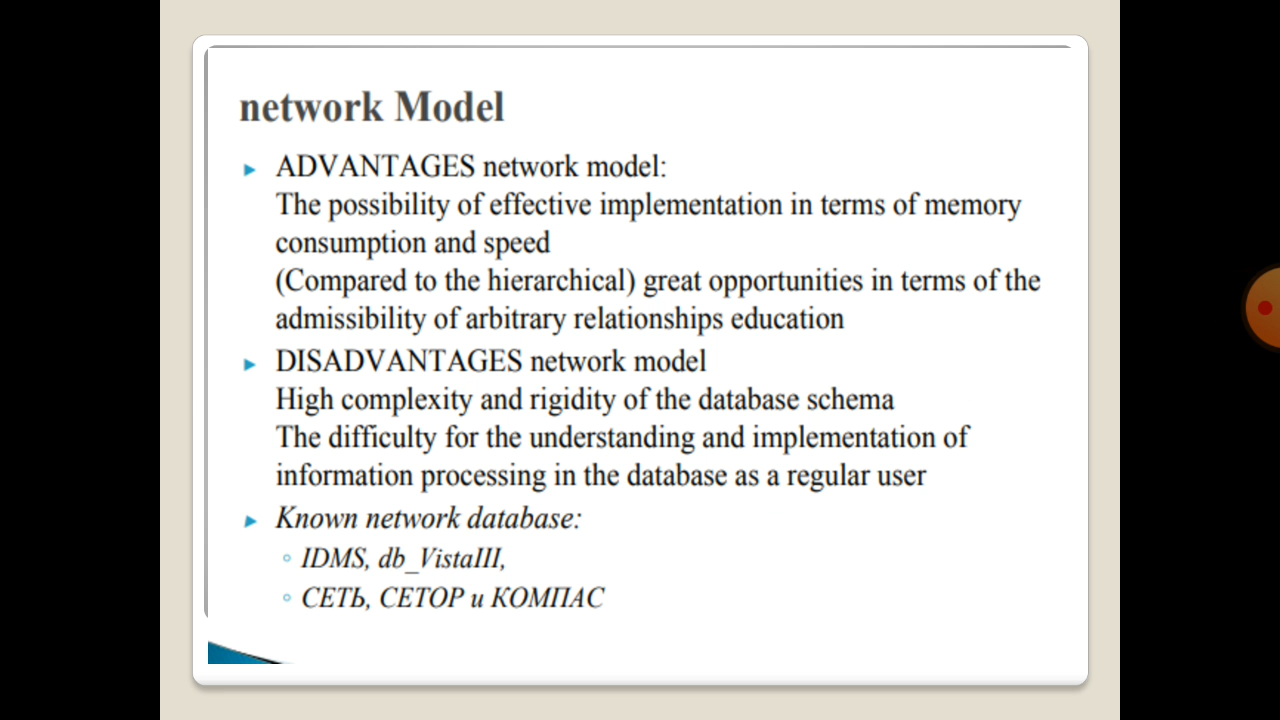 network Model
ADVANTAGES network model:
The possibility of effective implementation in terms of memory
consumption and speed
(Compared to the hierarchical) great opportunities in terms of the
admissibility of arbitrary relationships education
DISADVANTAGES network model
High complexity and rigidity of the database schema
The difficulty for the understanding and implementation of
information processing in the database as a regular user
Known network database:
IDMS, db_VistaIII,
СЕТЬ, СЕТОР и КОМПАС